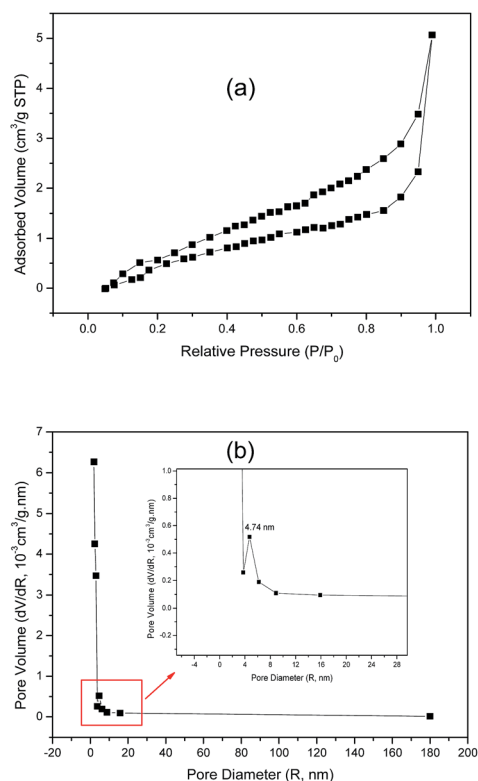 (a)
Adsorbed Volume (cm³/g STP)
5
4
3
2
1
0
0.0 0.2 0.4 0.6 0.8 1.0
Relative Pressure (P/P₀)
(b)
Pore Volume (dV/dR, 10⁻³cm³/g.nm)
7
6
5
4
3
2
1
0
Pore Volume (dV/dR, 10⁻³cm³/g.nm)
1.0
0.8
0.6
0.4
0.2
0.0
-0.2
4.74 nm
-4 0 4 8 12 16 20 24 28
Pore Diameter (R, nm)
-20 0 20 40 60 80 100 120 140 160 180 200
Pore Diameter (R, nm)